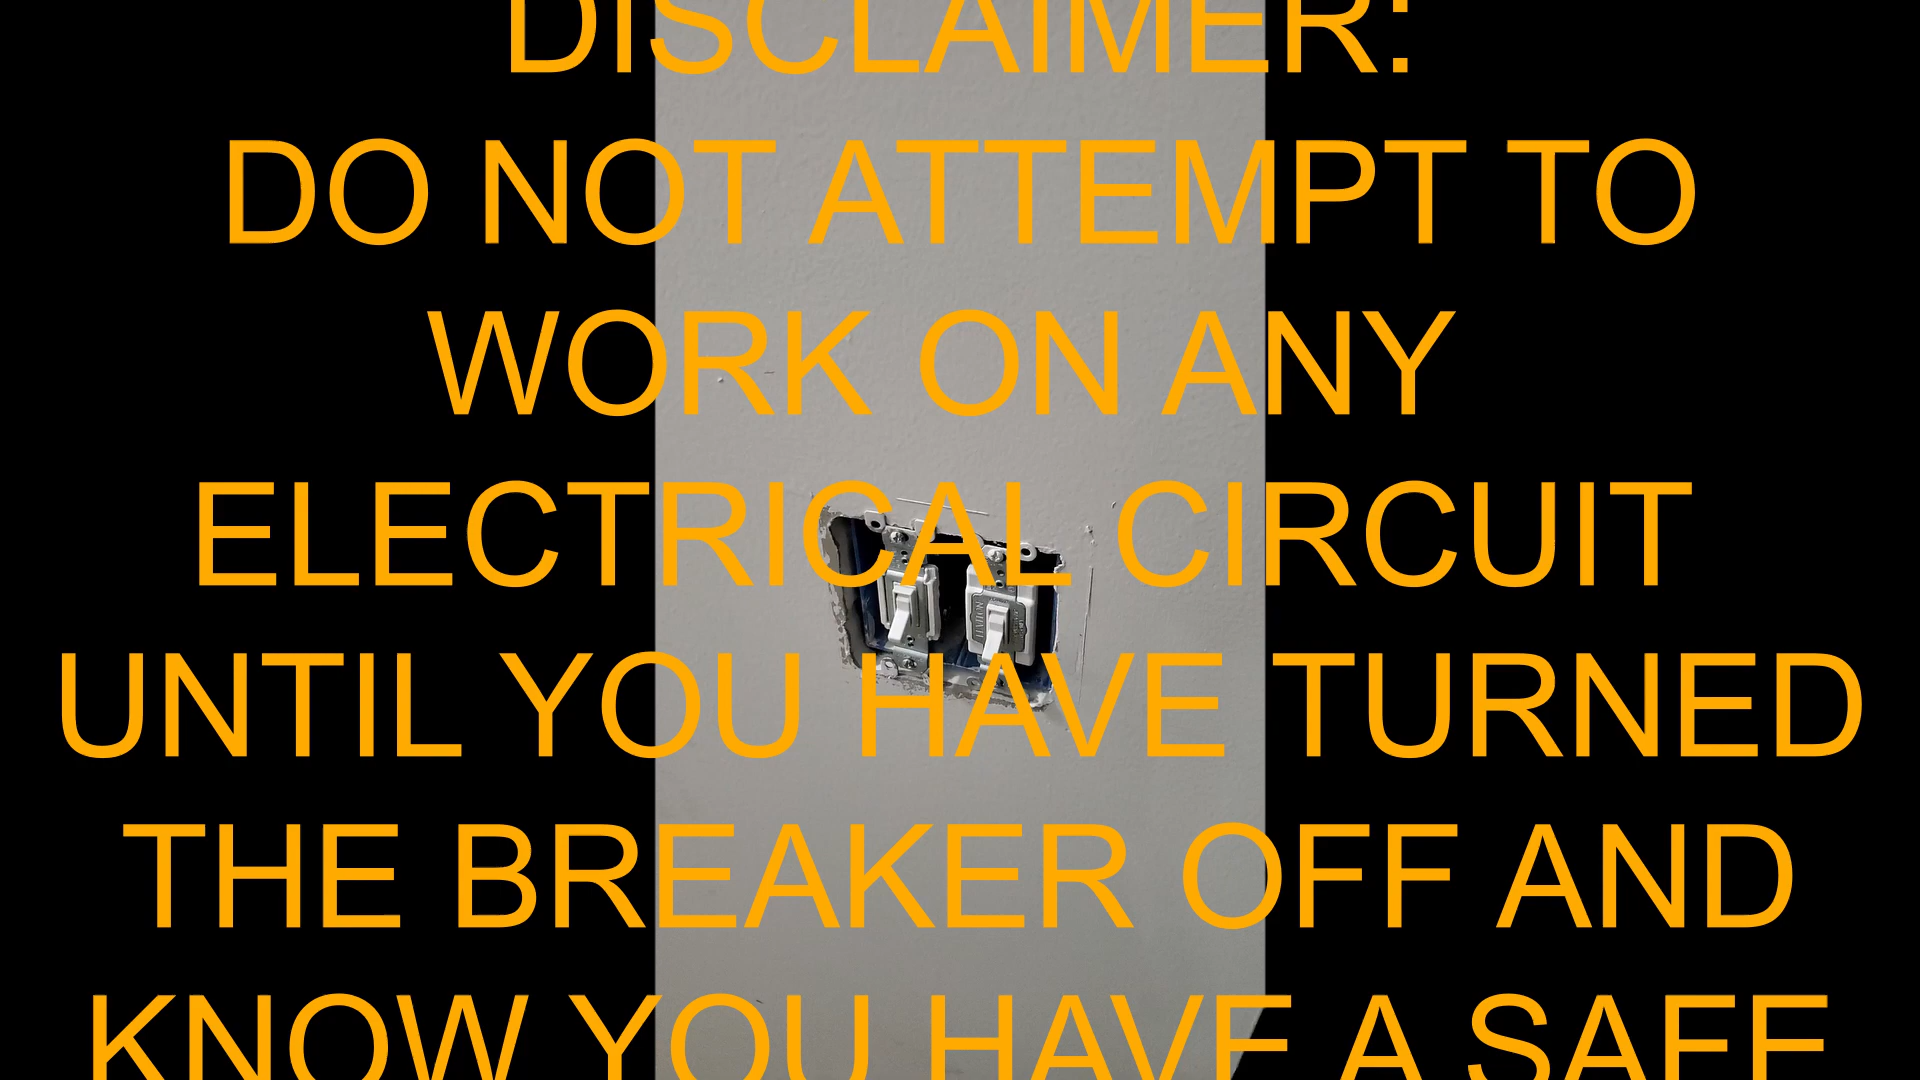 DISCLAIMER:
DO NOT ATTEMPT TO
WORK ON ANY
ELECTRICAL CIRCUIT
UNTIL YOU HAVE TURNED
THE BREAKER OFF AND
KNOW YOU HAVE A SAFE